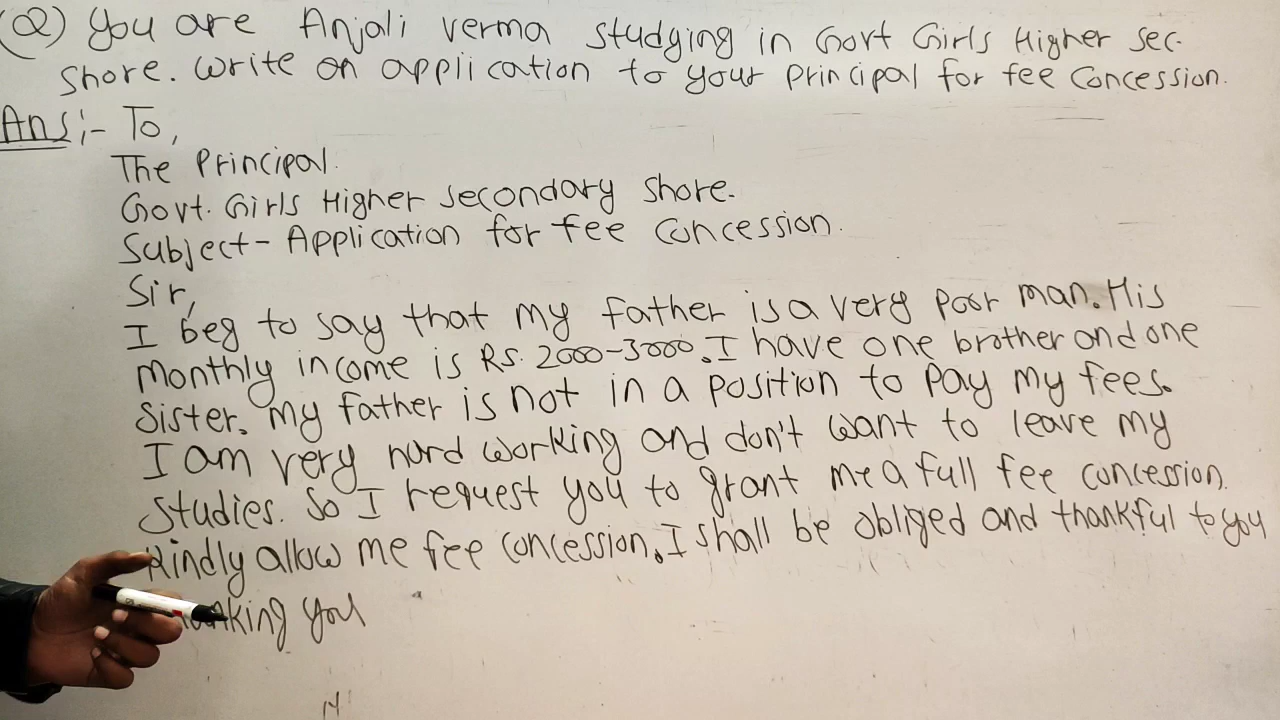 (Q) You are Anjali verma studying in Govt Girls Higher sec.
Shore. Write an application to your principal for fee concession.
Ans:- To,
The Principal.
Govt. Girls Higher secondary shore.
Subject- Application for fee concession.
Sir,
I beg to say that my father is a very poor man. His
monthly income is Rs. 2000-3000. I have one brother and one
sister. My father is not in a position to pay my fees.
I am very hard working and don't want to leave my
studies. So I request you to grant me a full fee concession.
Kindly allow me fee concession. I shall be obliged and thankful to you
you